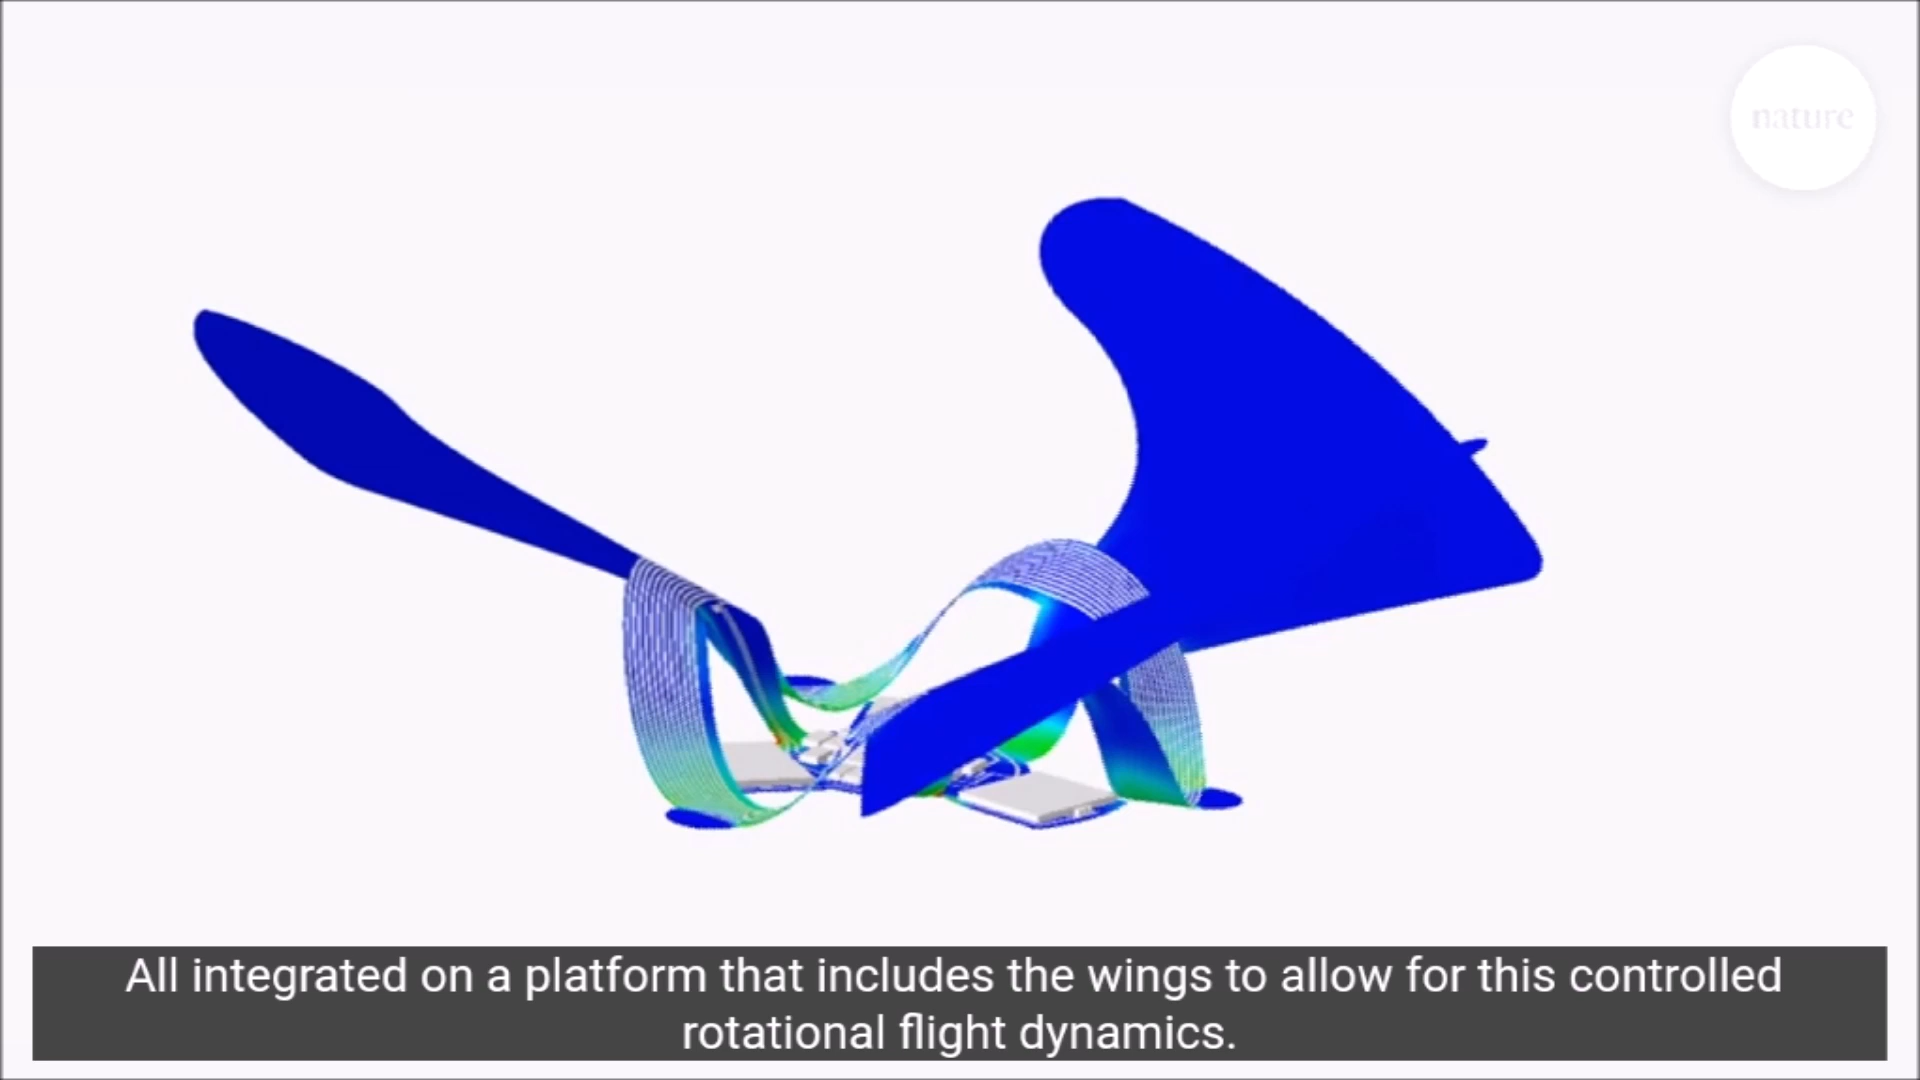 nature
All integrated on a platform that includes the wings to allow for this controlled
rotational flight dynamics.